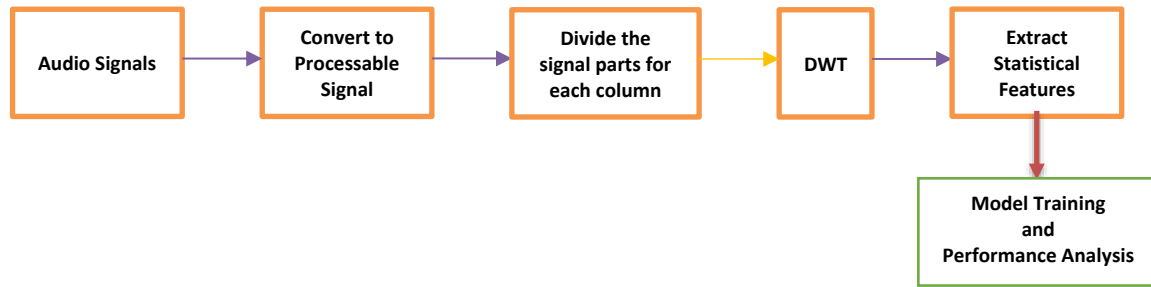 Audio Signals
Convert to
Processable
Signal
Divide the
signal parts for
each column
DWT
Extract
Statistical
Features
Model Training
and
Performance Analysis